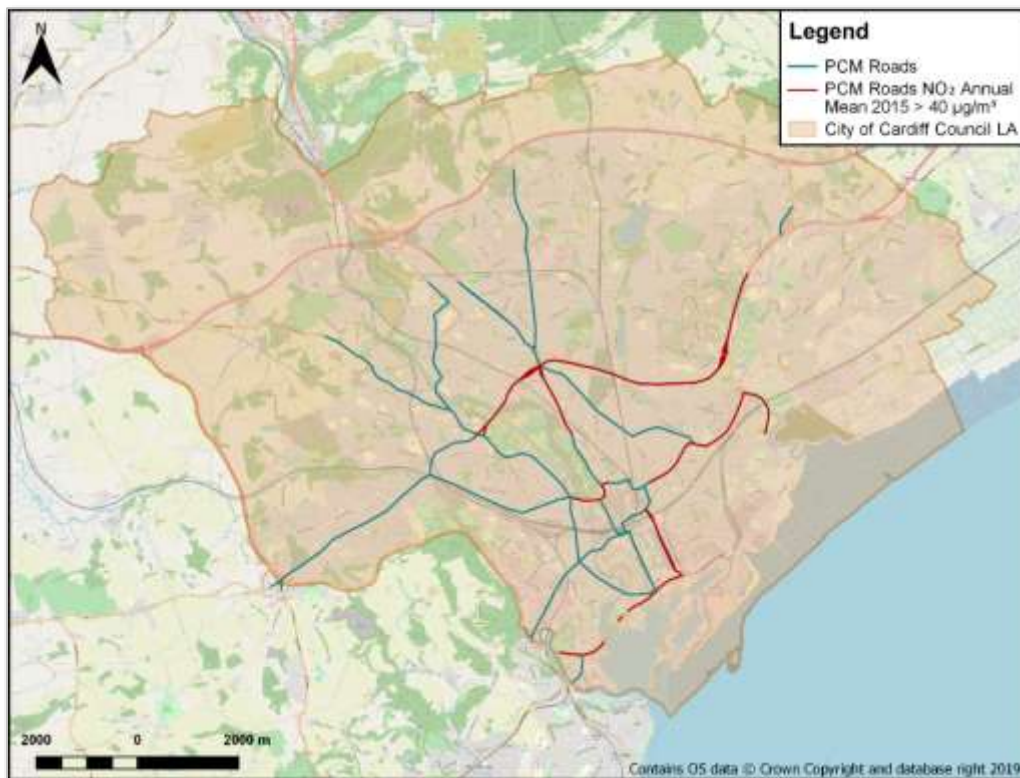 N
Legend
PCM Roads
PCM Roads NO₂ Annual
Mean 2015 > 40 µg/m³
City of Cardiff Council LA
2000 0 2000 m
Contains OS data © Crown Copyright and database right 2019